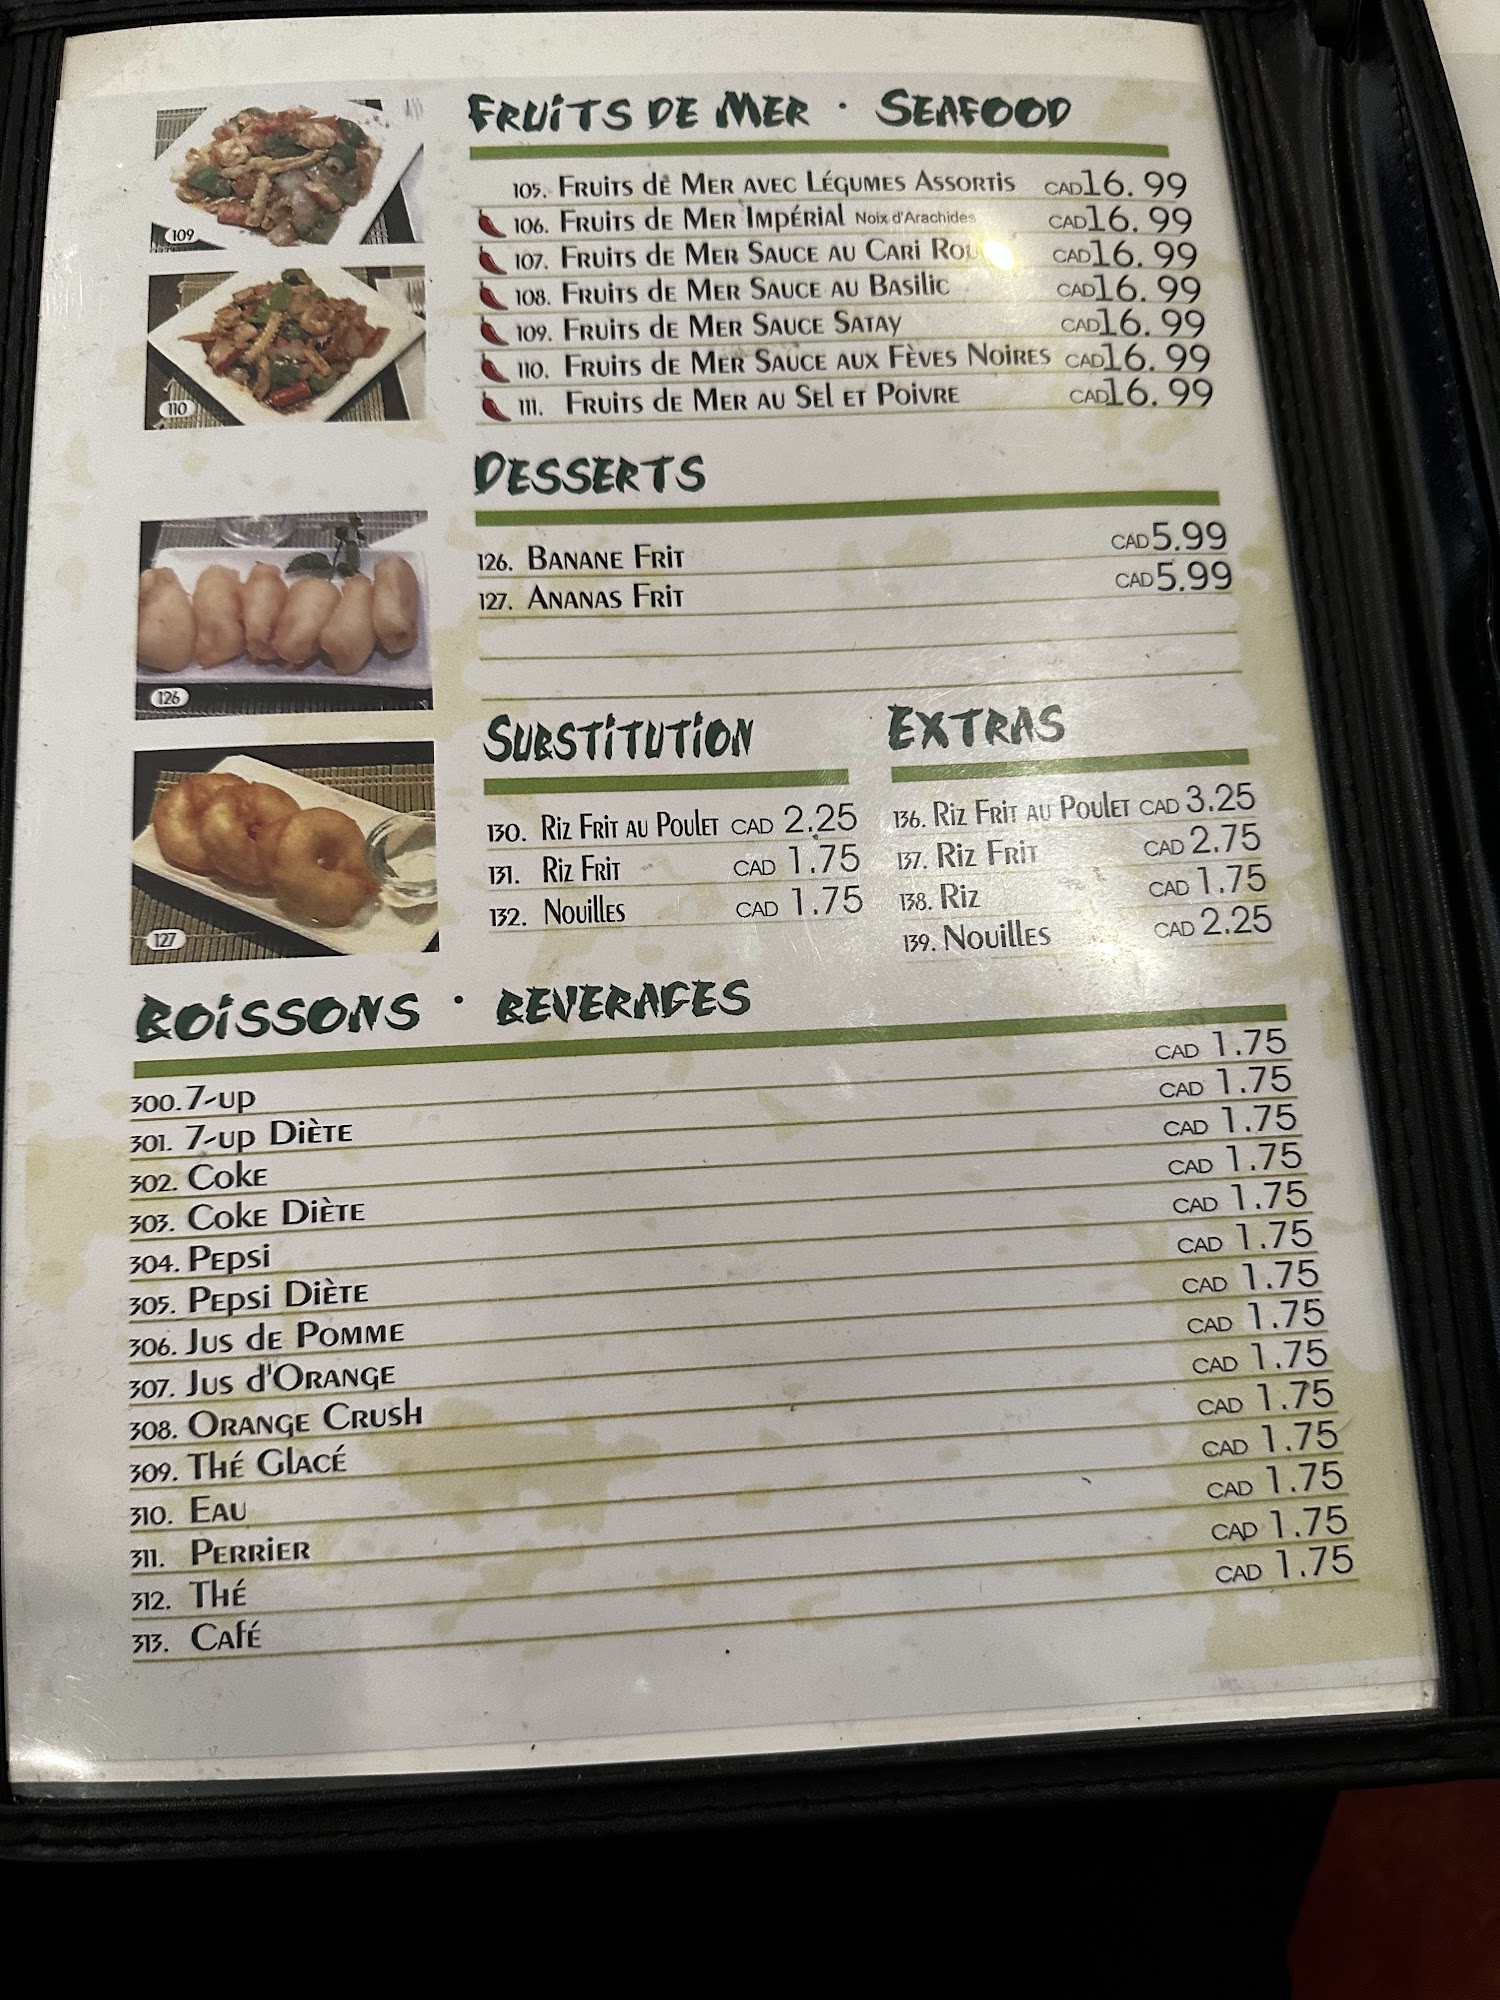 FRUITS DE MER · SEAFOOD
105. FRUITS DE MER AVEC LÉGUMES ASSORTIS CAD16.99
106. FRUITS DE MER IMPÉRIAL Noix d'Arachides CAD16.99
107. FRUITS DE MER SAUCE AU CARI CAD16.99
108. FRUITS DE MER SAUCE AU BASILIC CAD16.99
109. FRUITS DE MER SAUCE SATAY CAD16.99
110. FRUITS DE MER SAUCE AUX FÈVES NOIRES CAD16.99
111. FRUITS DE MER AU SEL ET POIVRE CAD16.99
109
110
DESSERTS
126. BANANE FRIT CAD5.99
127. ANANAS FRIT CAD5.99
126
127
SUBSTITUTION
130. RIZ FRIT AU POULET CAD 2.25
131. RIZ FRIT CAD 1.75
132. NOUILLES CAD 1.75
EXTRAS
136. RIZ FRIT AU POULET CAD 3.25
137. RIZ FRIT CAD 2.75
138. RIZ CAD 1.75
139. NOUILLES CAD 2.25
BOISSONS · BEVERAGES
300. 7-UP CAD 1.75
301. 7-UP DIÈTE CAD 1.75
302. COKE CAD 1.75
303. COKE DIÈTE CAD 1.75
304. PEPSI CAD 1.75
305. PEPSI DIÈTE CAD 1.75
306. JUS DE POMME CAD 1.75
307. JUS D'ORANGE CAD 1.75
308. ORANGE CRUSH CAD 1.75
309. THÉ GLACÉ CAD 1.75
310. EAU CAD 1.75
311. PERRIER CAD 1.75
312. THÉ CAD 1.75
313. CAFÉ CAD 1.75